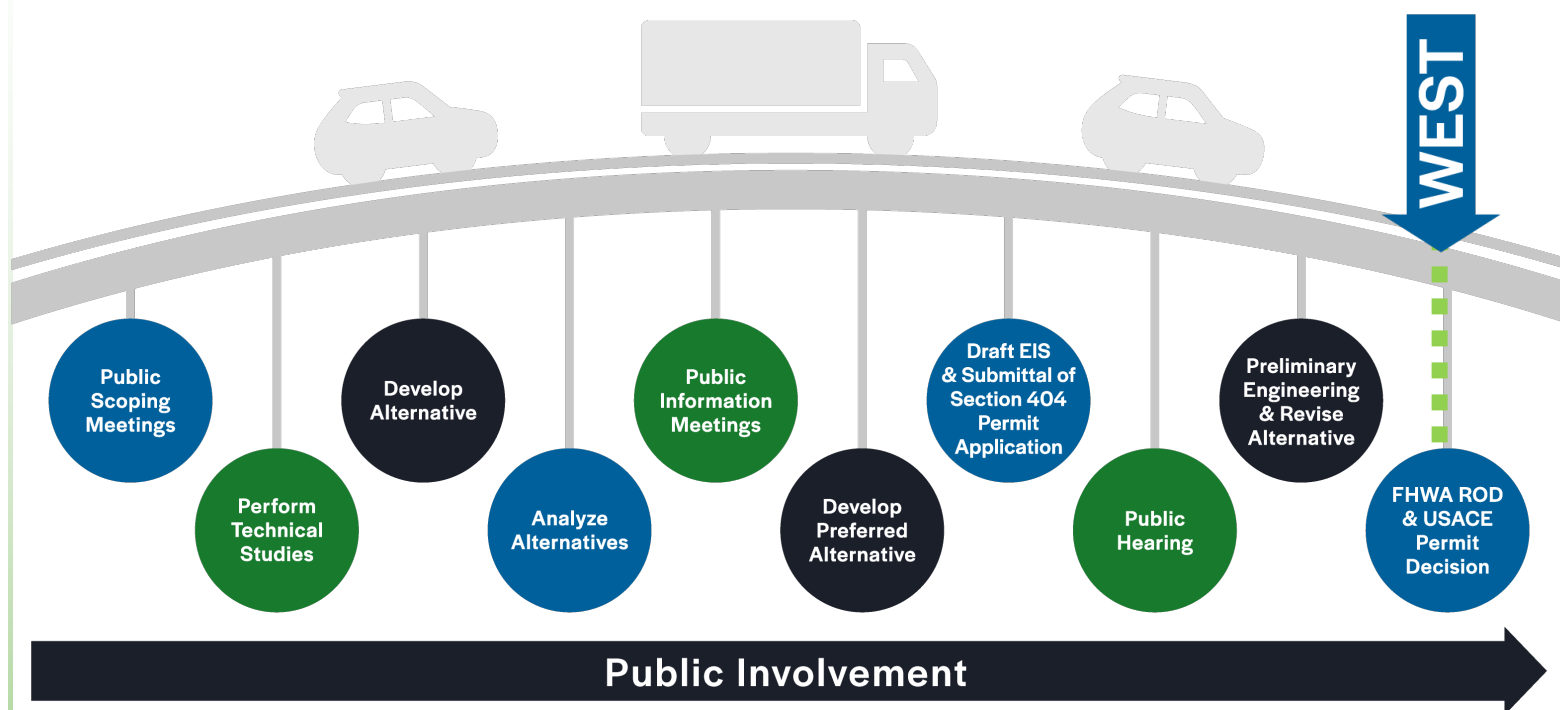 WEST
Public
Scoping
Meetings
Perform
Technical
Studies
Develop
Alternative
Analyze
Alternatives
Public
Information
Meetings
Develop
Preferred
Alternative
Draft EIS
& Submittal of
Section 404
Permit
Application
Public
Hearing
Preliminary
Engineering
& Revise
Alternative
FHWA ROD
& USACE
Permit
Decision
Public Involvement